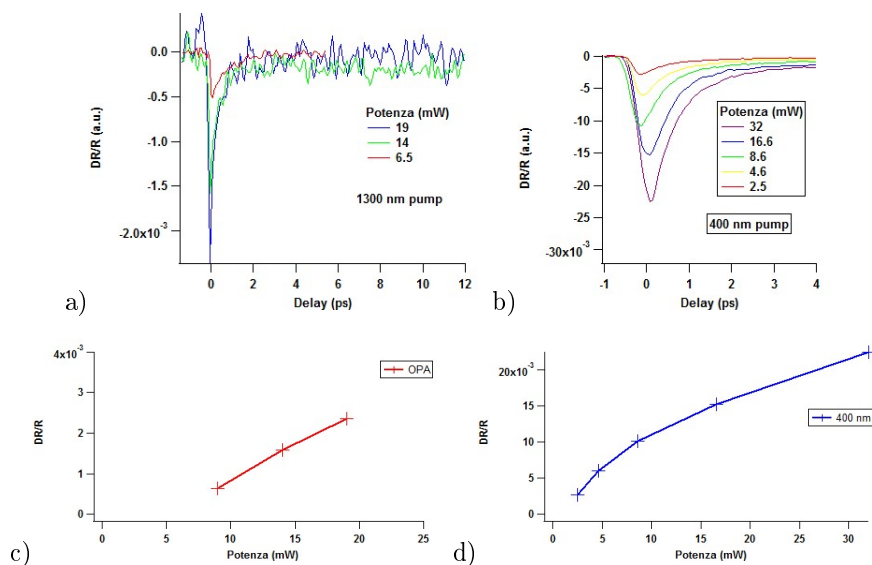 0.0
-0.5
-1.0
-1.5
-2.0x10⁻³
DR/R (a.u.)
Potenza (mW)
19
14
6.5
1300 nm pump
0 2 4 6 8 10 12
Delay (ps)
a)
0
-5
-10
-15
-20
-25
-30x10⁻³
DR/R (a.u.)
Potenza (mW)
32
16.6
8.6
4.6
2.5
400 nm pump
-1 0 1 2 3 4
Delay (ps)
b)
4x10⁻³
3
2
1
0
DR/R
OPA
0 5 10 15 20 25
Potenza (mW)
c)
20x10⁻³
15
10
5
0
DR/R
400 nm
0 5 10 15 20 25 30
Potenza (mW)
d)